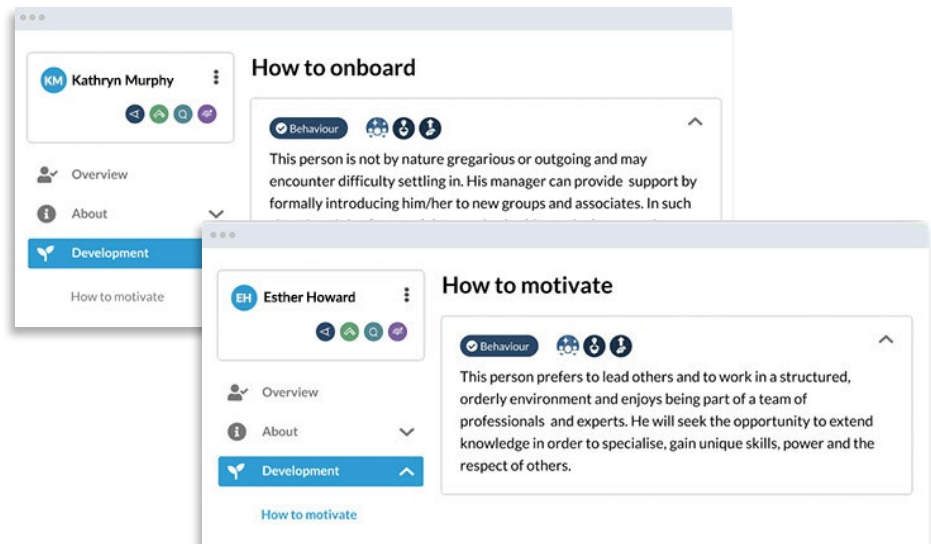 KM Kathryn Murphy
Overview
About
Development
How to motivate
How to onboard
Behaviour
This person is not by nature gregarious or outgoing and may
encounter difficulty settling in. His manager can provide support by
formally introducing him/her to new groups and associates. In such
EH Esther Howard
Overview
About
Development
How to motivate
How to motivate
Behaviour
This person prefers to lead others and to work in a structured,
orderly environment and enjoys being part of a team of
professionals and experts. He will seek the opportunity to extend
knowledge in order to specialise, gain unique skills, power and the
respect of others.